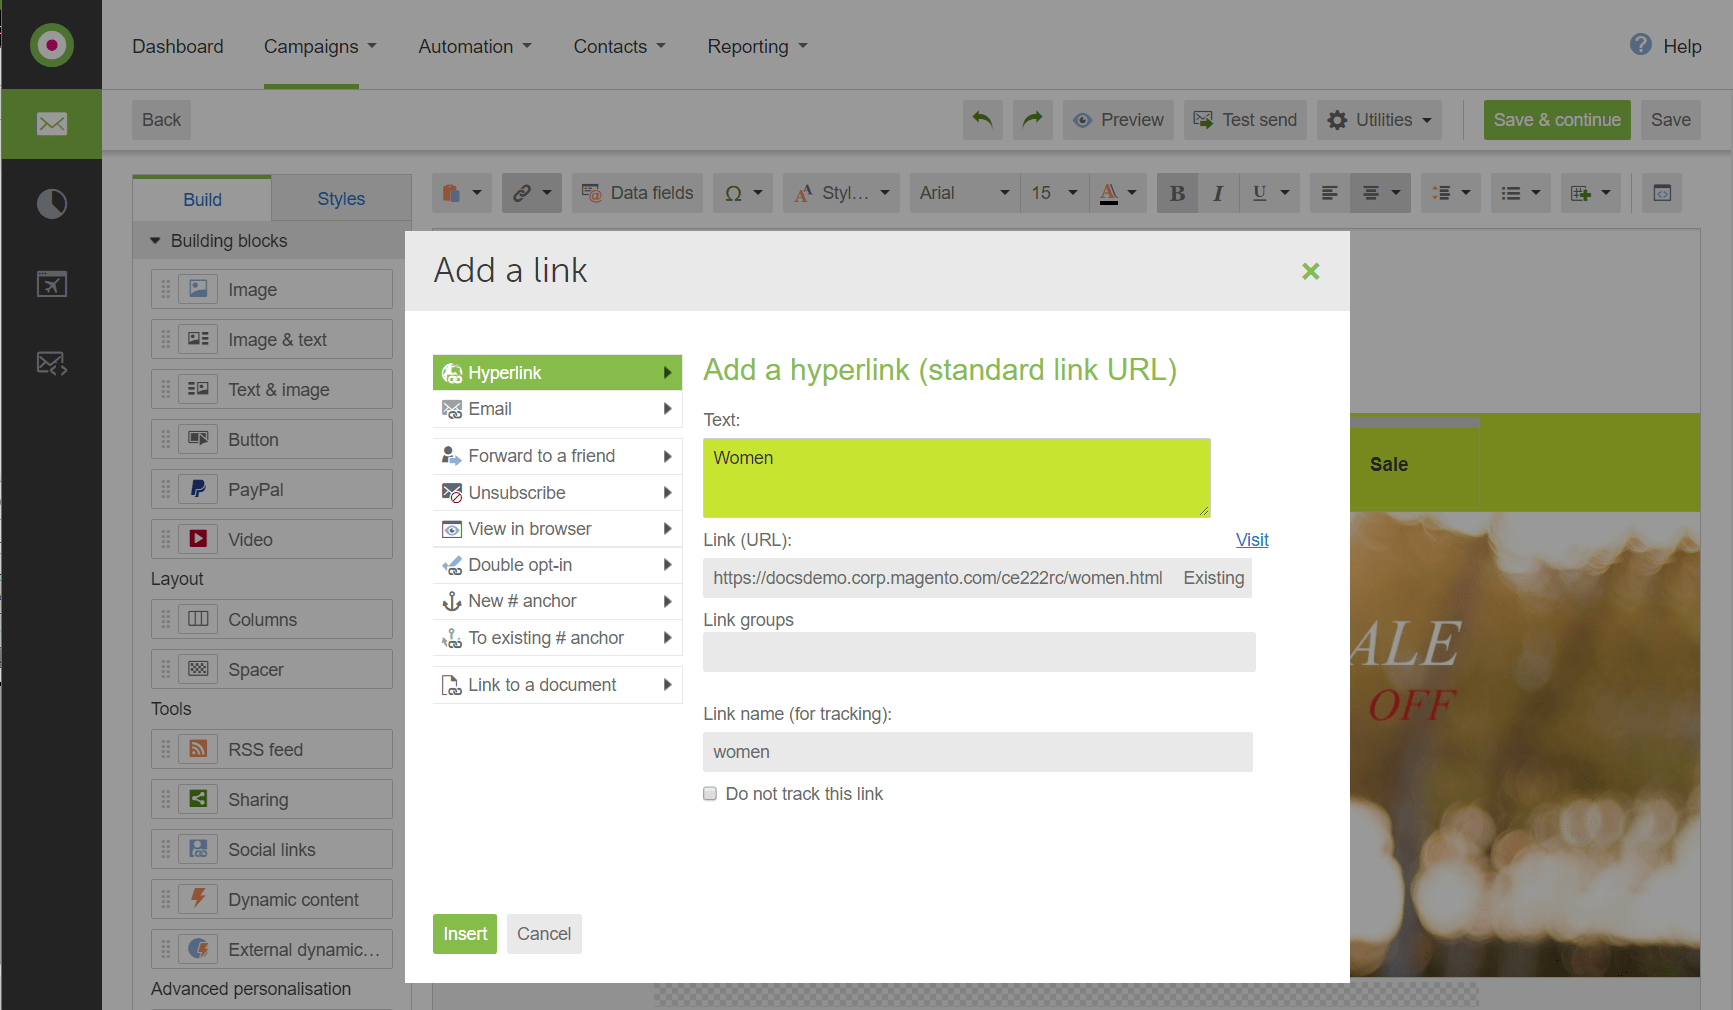 Dashboard Campaigns Automation Contacts Reporting Help
Back Preview Test send Utilities Save & continue Save
Build Styles Data fields Ω Styl... Arial 15 A B I U
Building blocks
Image
Image & text
Text & image
Button
PayPal
Video
Layout
Columns
Spacer
Tools
RSS feed
Sharing
Social links
Dynamic content
External dynamic...
Advanced personalisation
Add a link
Hyperlink
Email
Forward to a friend
Unsubscribe
View in browser
Double opt-in
New # anchor
To existing # anchor
Link to a document
Add a hyperlink (standard link URL)
Text:
Women
Link (URL): Visit
https://docsdemo.corp.magento.com/ce222rc/women.html Existing
Link groups
Link name (for tracking):
women
Do not track this link
Insert Cancel
Sale
ALE
OFF